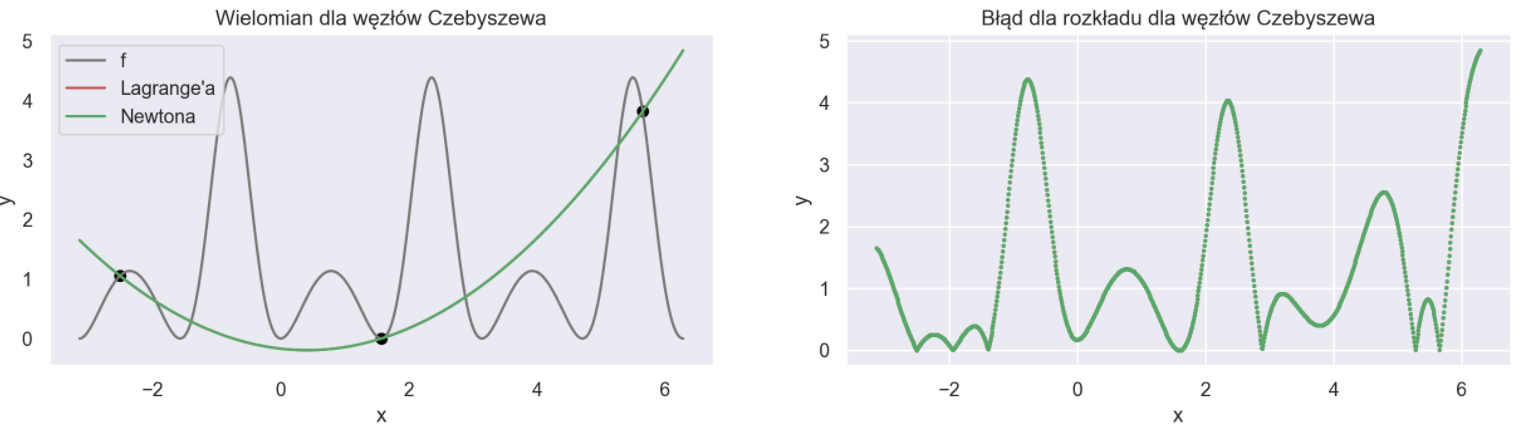 Wielomian dla węzłów Czebyszewa
5
4
3
2
1
0
y
f
Lagrange'a
Newtona
−2
0
2
4
6
x
Błąd dla rozkładu dla węzłów Czebyszewa
5
4
3
2
1
0
y
−2
0
2
4
6
x